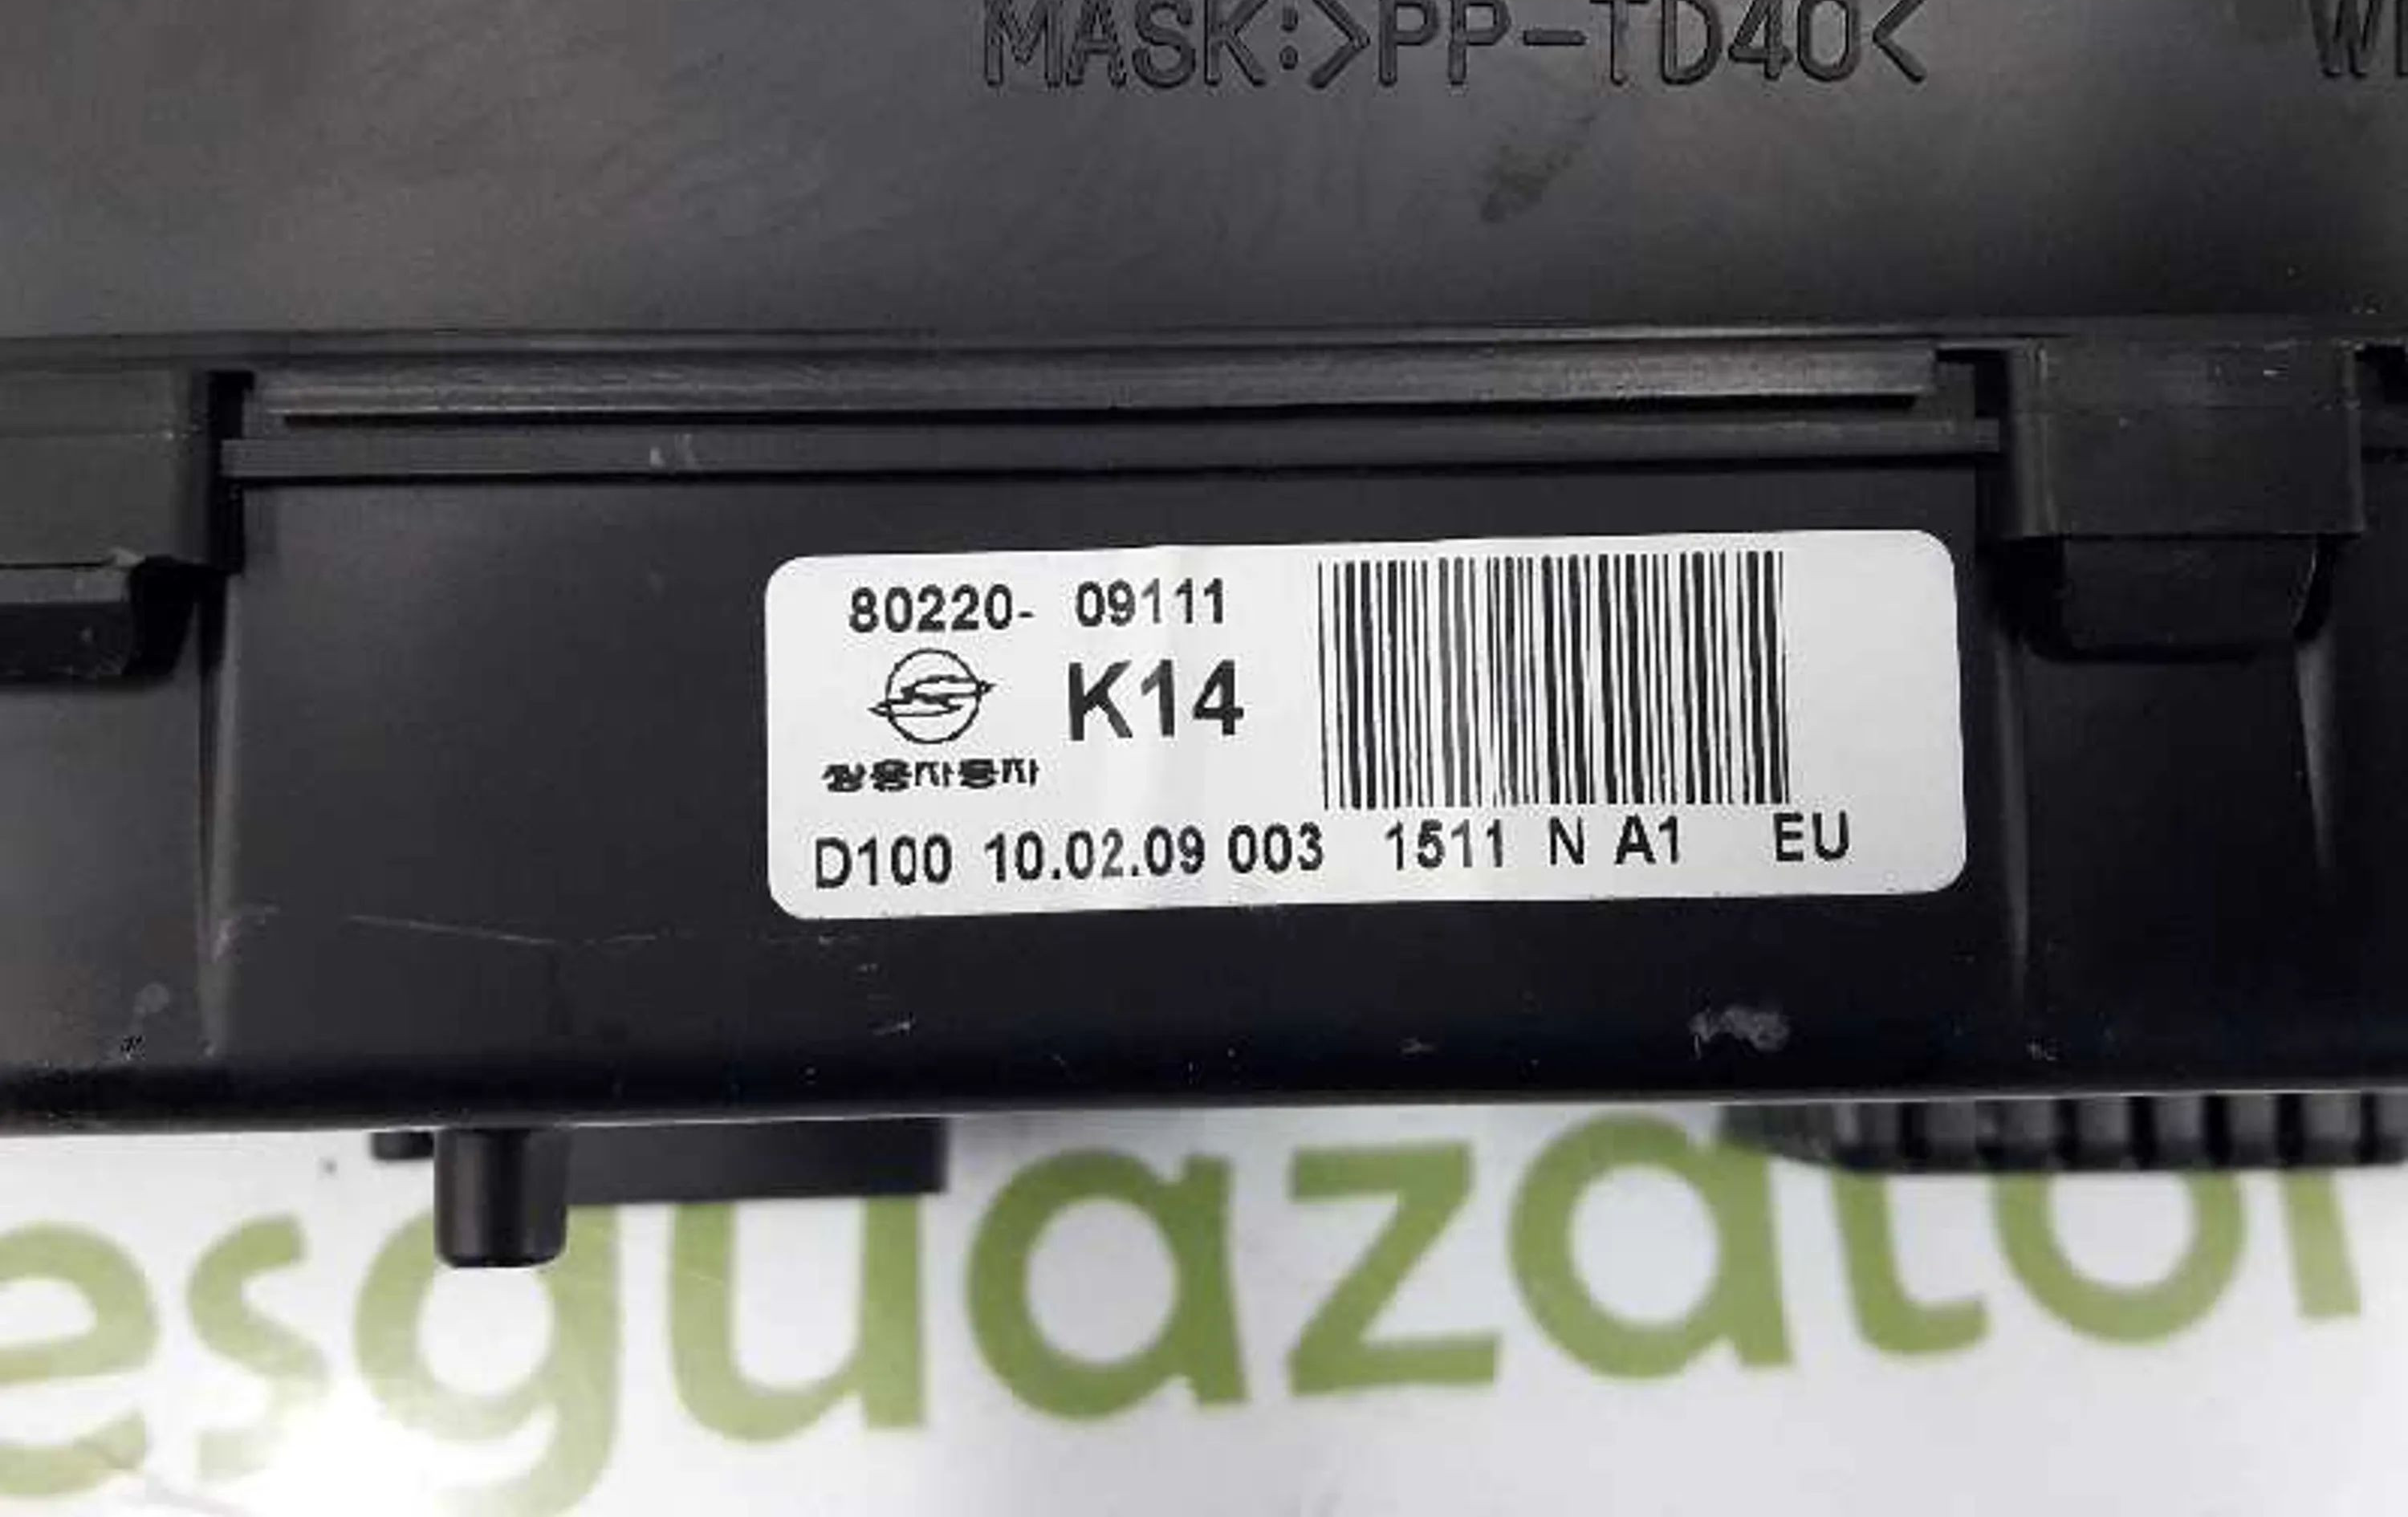 MASK:>PP-TD40<
80220- 09111
K14
쌍용자동차
D100 10.02.09 003 1511 N A1 EU
esguazator